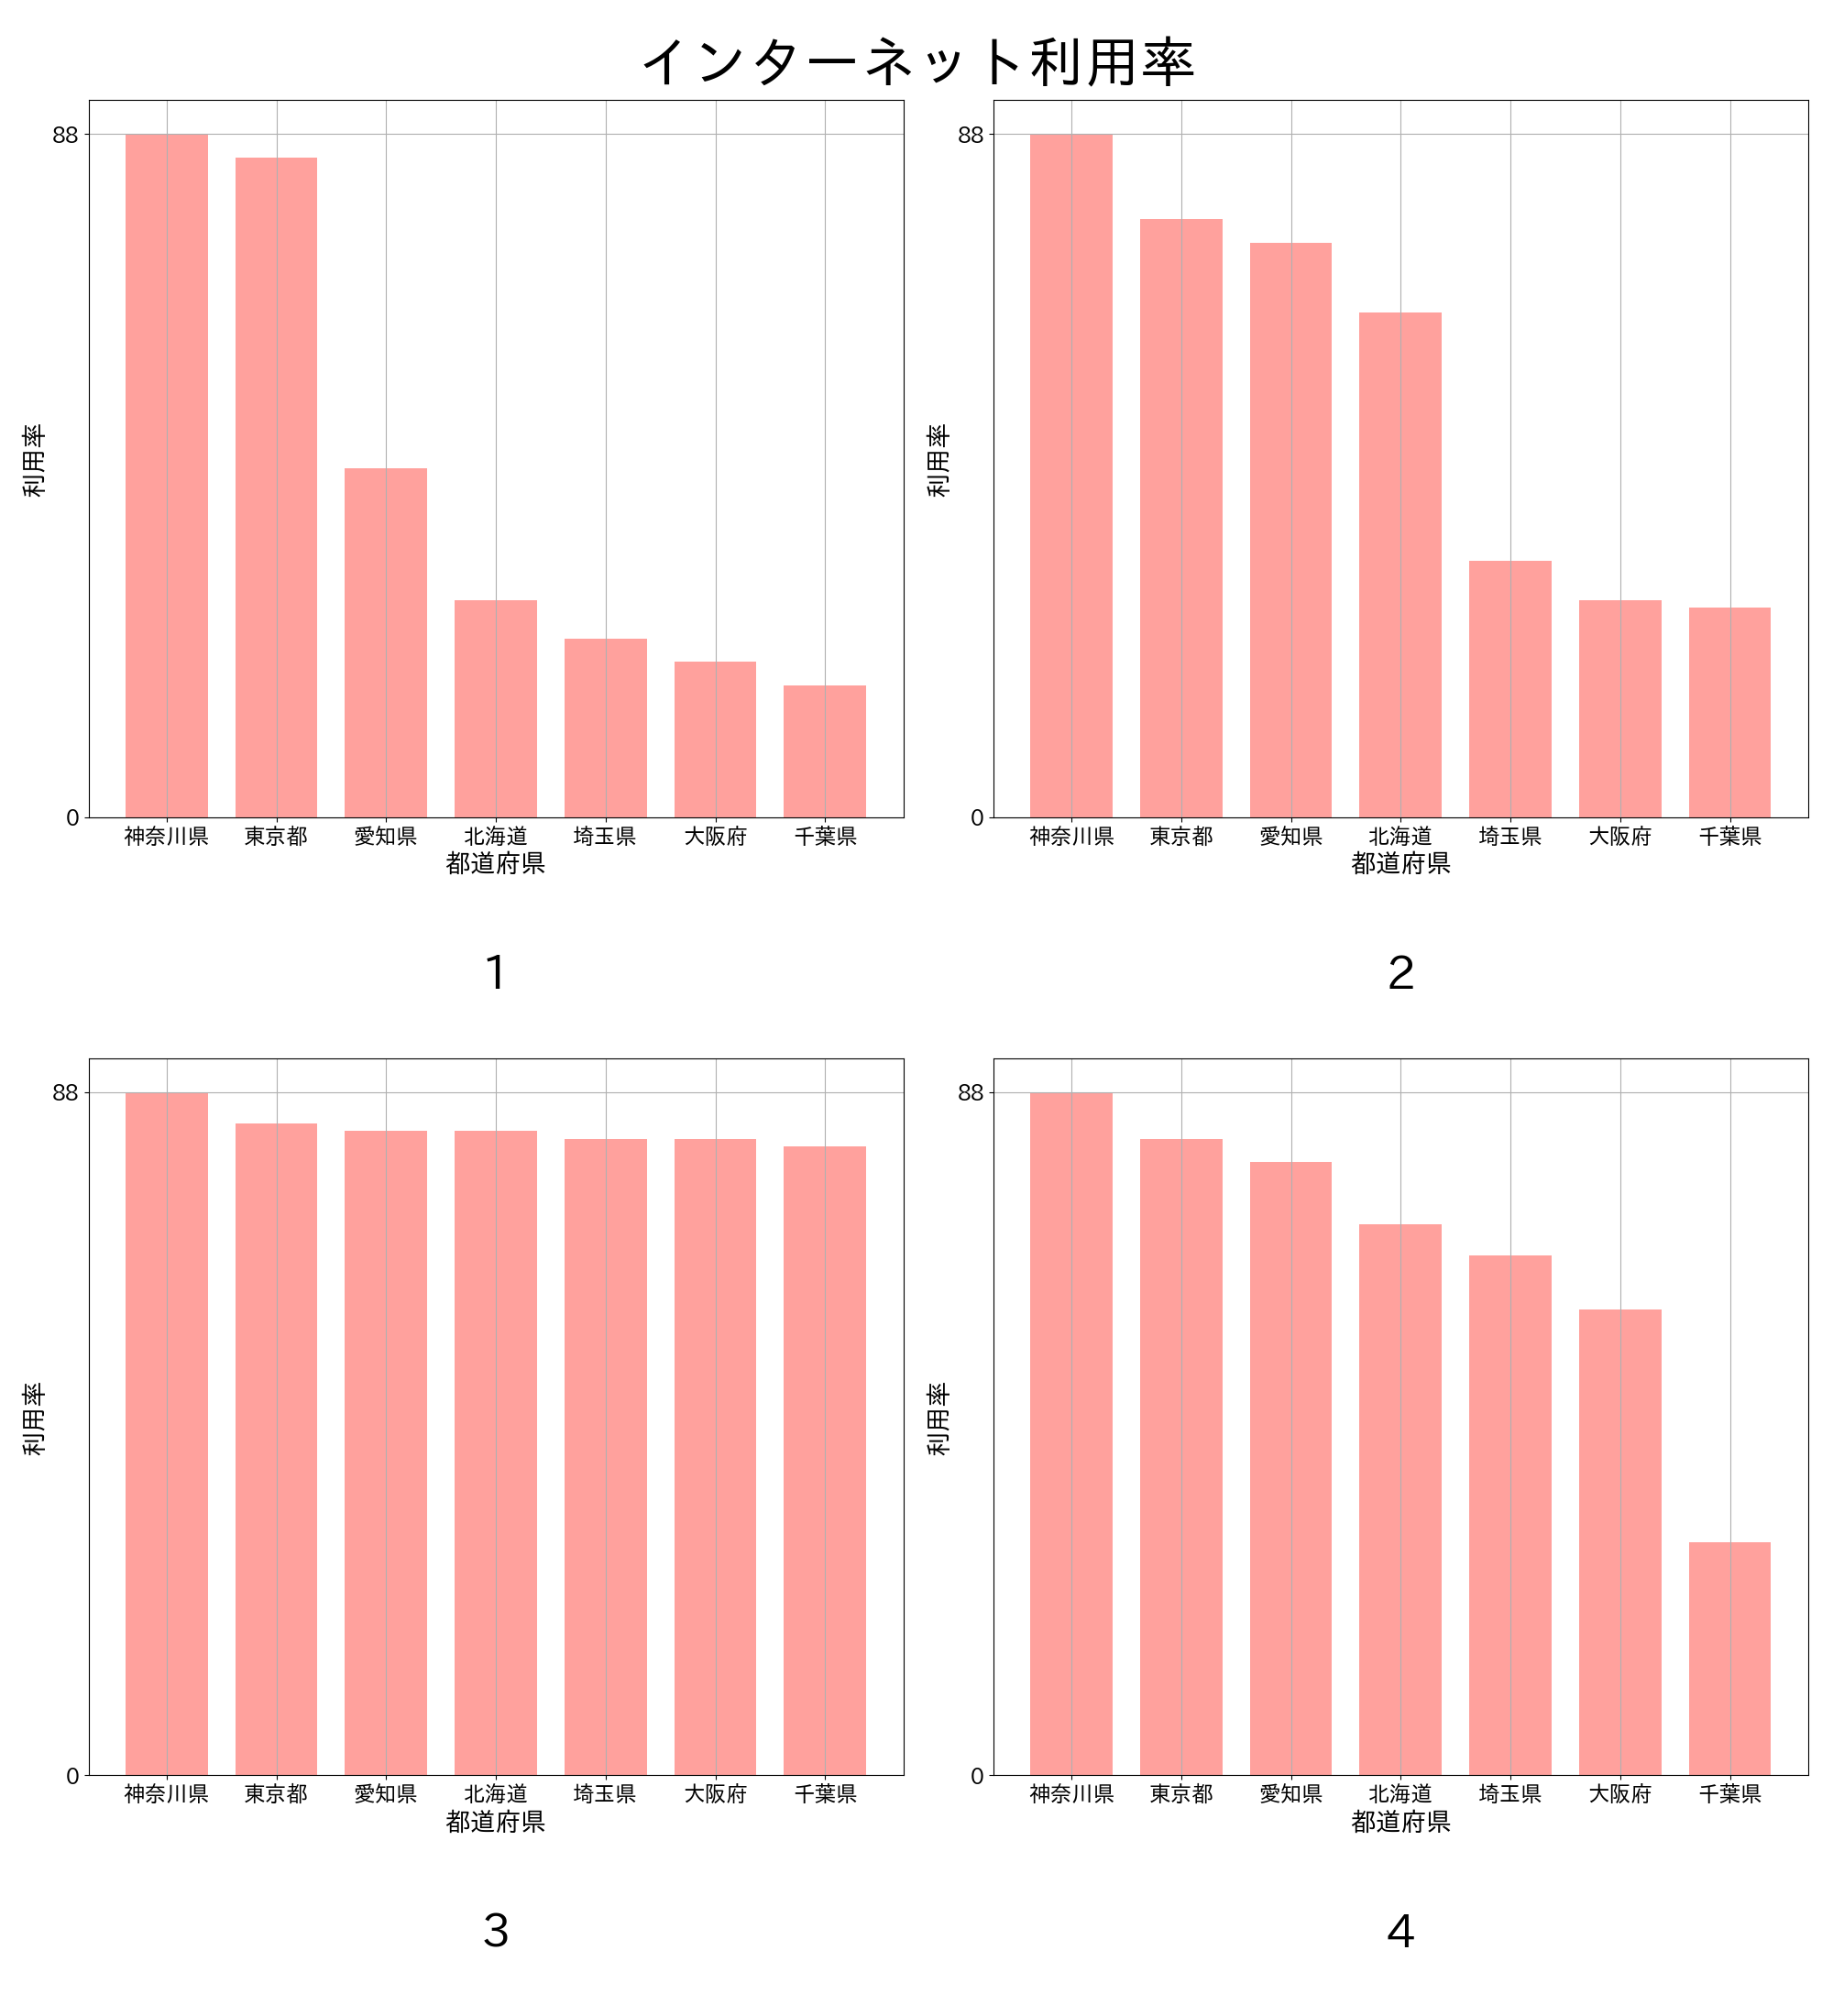 インターネット利用率
88
0
利用率
神奈川県 東京都 愛知県 北海道 埼玉県 大阪府 千葉県
都道府県
1
88
0
利用率
神奈川県 東京都 愛知県 北海道 埼玉県 大阪府 千葉県
都道府県
2
88
0
利用率
神奈川県 東京都 愛知県 北海道 埼玉県 大阪府 千葉県
都道府県
3
88
0
利用率
神奈川県 東京都 愛知県 北海道 埼玉県 大阪府 千葉県
都道府県
4